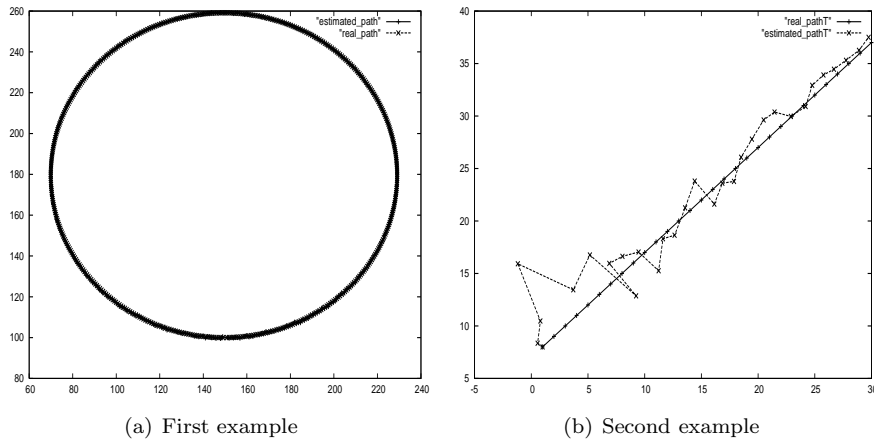 260
240
220
200
180
160
140
120
100
80
60 80 100 120 140 160 180 200 220 240
"estimated_path"
"real_path"
(a) First example
40
35
30
25
20
15
10
5
-5 0 5 10 15 20 25 30
"real_pathT"
"estimated_pathT"
(b) Second example